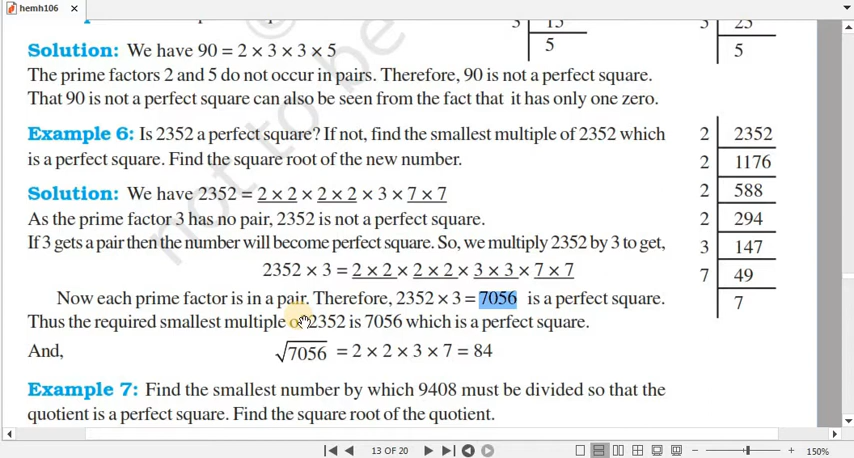 hemh106 ×
3 15
5
3 25
5
Solution: We have 90 = 2 × 3 × 3 × 5
The prime factors 2 and 5 do not occur in pairs. Therefore, 90 is not a perfect square.
That 90 is not a perfect square can also be seen from the fact that it has only one zero.
Example 6: Is 2352 a perfect square? If not, find the smallest multiple of 2352 which
is a perfect square. Find the square root of the new number.
Solution: We have 2352 = 2 × 2 × 2 × 2 × 3 × 7 × 7
As the prime factor 3 has no pair, 2352 is not a perfect square.
If 3 gets a pair then the number will become perfect square. So, we multiply 2352 by 3 to get,
2352 × 3 = 2 × 2 × 2 × 2 × 3 × 3 × 7 × 7
Now each prime factor is in a pair. Therefore, 2352 × 3 = 7056 is a perfect square.
Thus the required smallest multiple of 2352 is 7056 which is a perfect square.
And, √7056 = 2 × 2 × 3 × 7 = 84
2 2352
2 1176
2 588
2 294
3 147
7 49
7
Example 7: Find the smallest number by which 9408 must be divided so that the
quotient is a perfect square. Find the square root of the quotient.
not to be
©
13 OF 20
150%